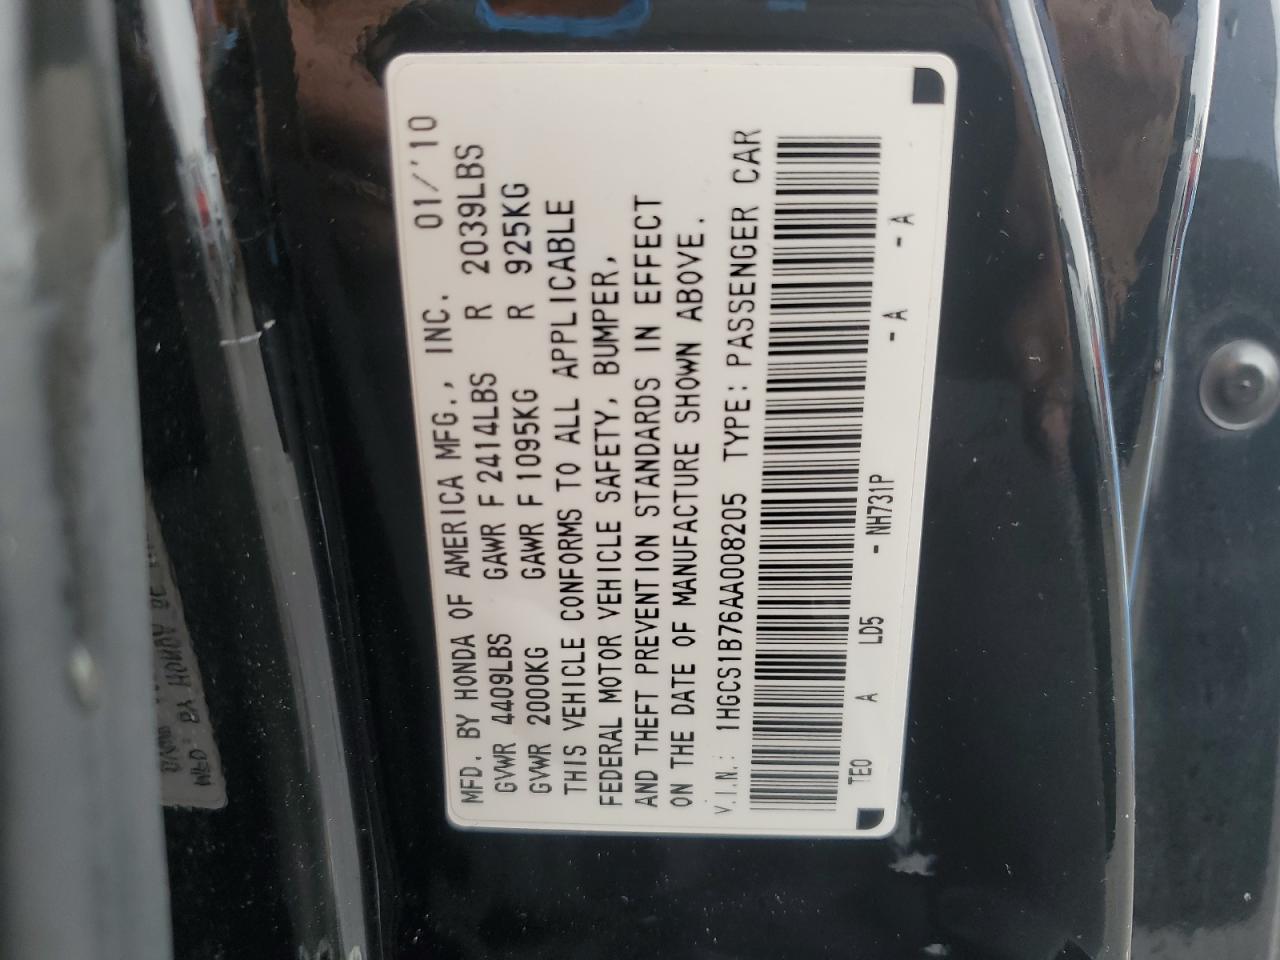 MFD. BY HONDA OF AMERICA MFG., INC. 01/'10
GVWR 4409LBS GAWR F 2414LBS R 2039LBS
GVWR 2000KG GAWR F 1095KG R 925KG
THIS VEHICLE CONFORMS TO ALL APPLICABLE
FEDERAL MOTOR VEHICLE SAFETY, BUMPER,
AND THEFT PREVENTION STANDARDS IN EFFECT
ON THE DATE OF MANUFACTURE SHOWN ABOVE.
V.I.N.: 1HGCS1B76AA008205 TYPE: PASSENGER CAR
TE0 A LD5 - NH731P - A - A